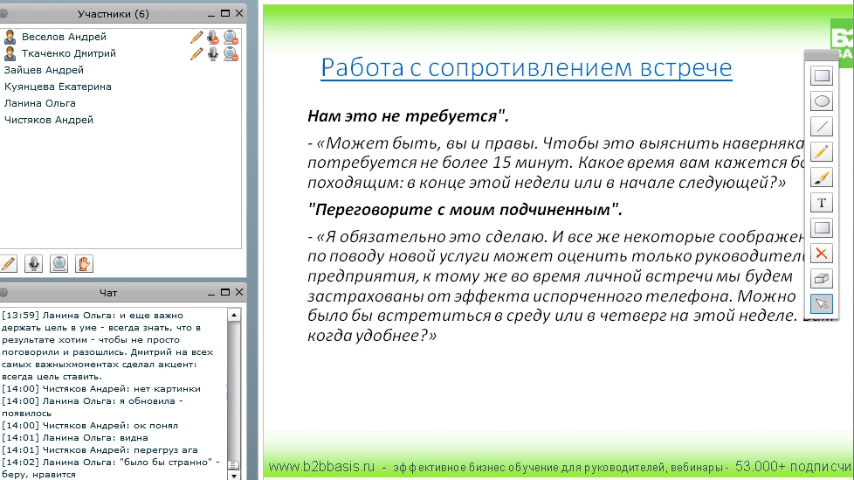 Участники (6)
Веселов Андрей
Ткаченко Дмитрий
Зайцев Андрей
Куянцева Екатерина
Ланина Ольга
Чистяков Андрей
Чат
[13:59] Ланина Ольга: и еще важно
держать цель в уме - всегда знать, что в
результате хотим - чтобы не просто
поговорили и разошлись. Дмитрий на всех
самых важныхмоментах сделал акцент:
всегда цель ставить.
[14:00] Чистяков Андрей: нет картинки
[14:00] Ланина Ольга: я обновила -
появилось
[14:00] Чистяков Андрей: ок понял
[14:01] Ланина Ольга: видна
[14:01] Чистяков Андрей: перегруз ага
[14:02] Ланина Ольга: "было бы странно" -
беру, нравится
Работа с сопротивлением встрече
Нам это не требуется".
- «Может быть, вы и правы. Чтобы это выяснить наверняка
потребуется не более 15 минут. Какое время вам кажется
походящим: в конце этой недели или в начале следующей?»
"Переговорите с моим подчиненным".
- «Я обязательно это сделаю. И все же некоторые
по поводу новой услуги может оценить только
предприятия, к тому же во время личной встречи мы будем
застрахованы от эффекта испорченного телефона. Можно
было бы встретиться в среду или в четверг на этой неделе.
когда удобнее?»
T
www.b2bbasis.ru - эффективное бизнес обучение для руководителей, вебинары - 53.000+ подписчи